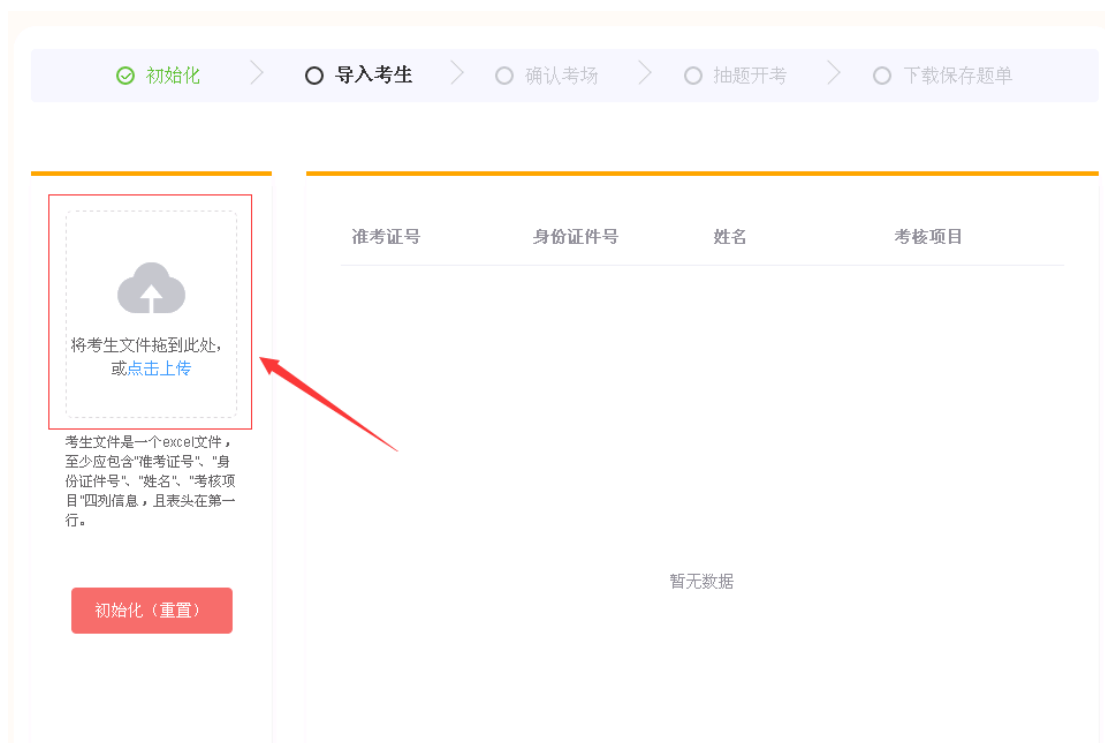 初始化
导入考生
确认考场
抽题开考
下载保存题单
将考生文件拖到此处，
或点击上传
考生文件是一个excel文件，
至少应包含"准考证号"、"身
份证件号"、"姓名"、"考核项
目"四列信息，且表头在第一
行。
初始化（重置）
准考证号 身份证件号 姓名 考核项目
暂无数据